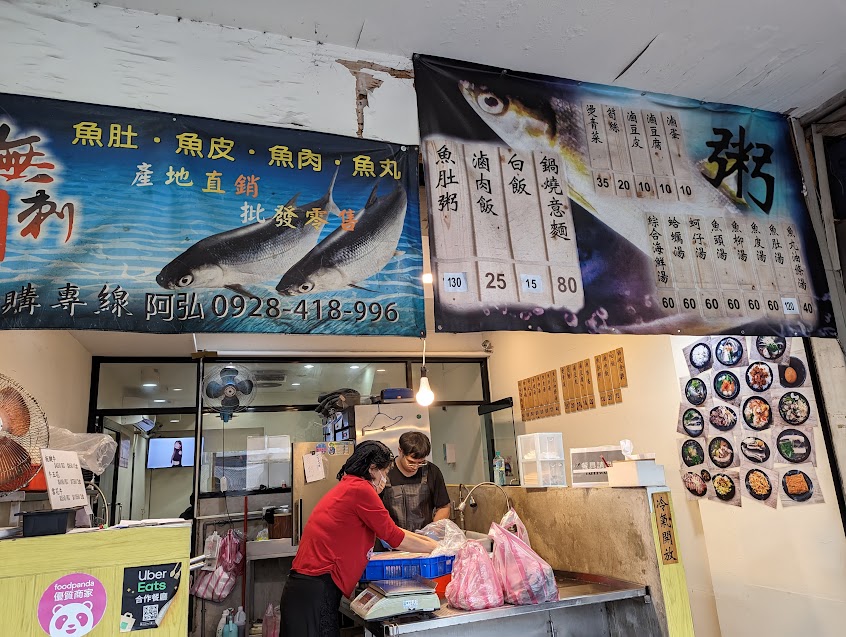 無刺
魚肚・魚皮・魚肉・魚丸
產地直銷
批發零售
購專線 阿弘 0928-418-996
粥
魚肚粥 130
滷肉飯 25
白飯 15
鍋燒意麵 80
燙青菜 35
筍絲 20
滷豆皮 10
滷豆腐 10
滷蛋 10
綜合海鮮湯 60
蛤蠣湯 60
蚵仔湯 60
魚頭湯 60
魚柳湯 60
魚皮湯 60
魚肚湯 120
魚丸油條湯 40
冷氣開放
foodpanda
優質商家
Uber
Eats
合作餐廳